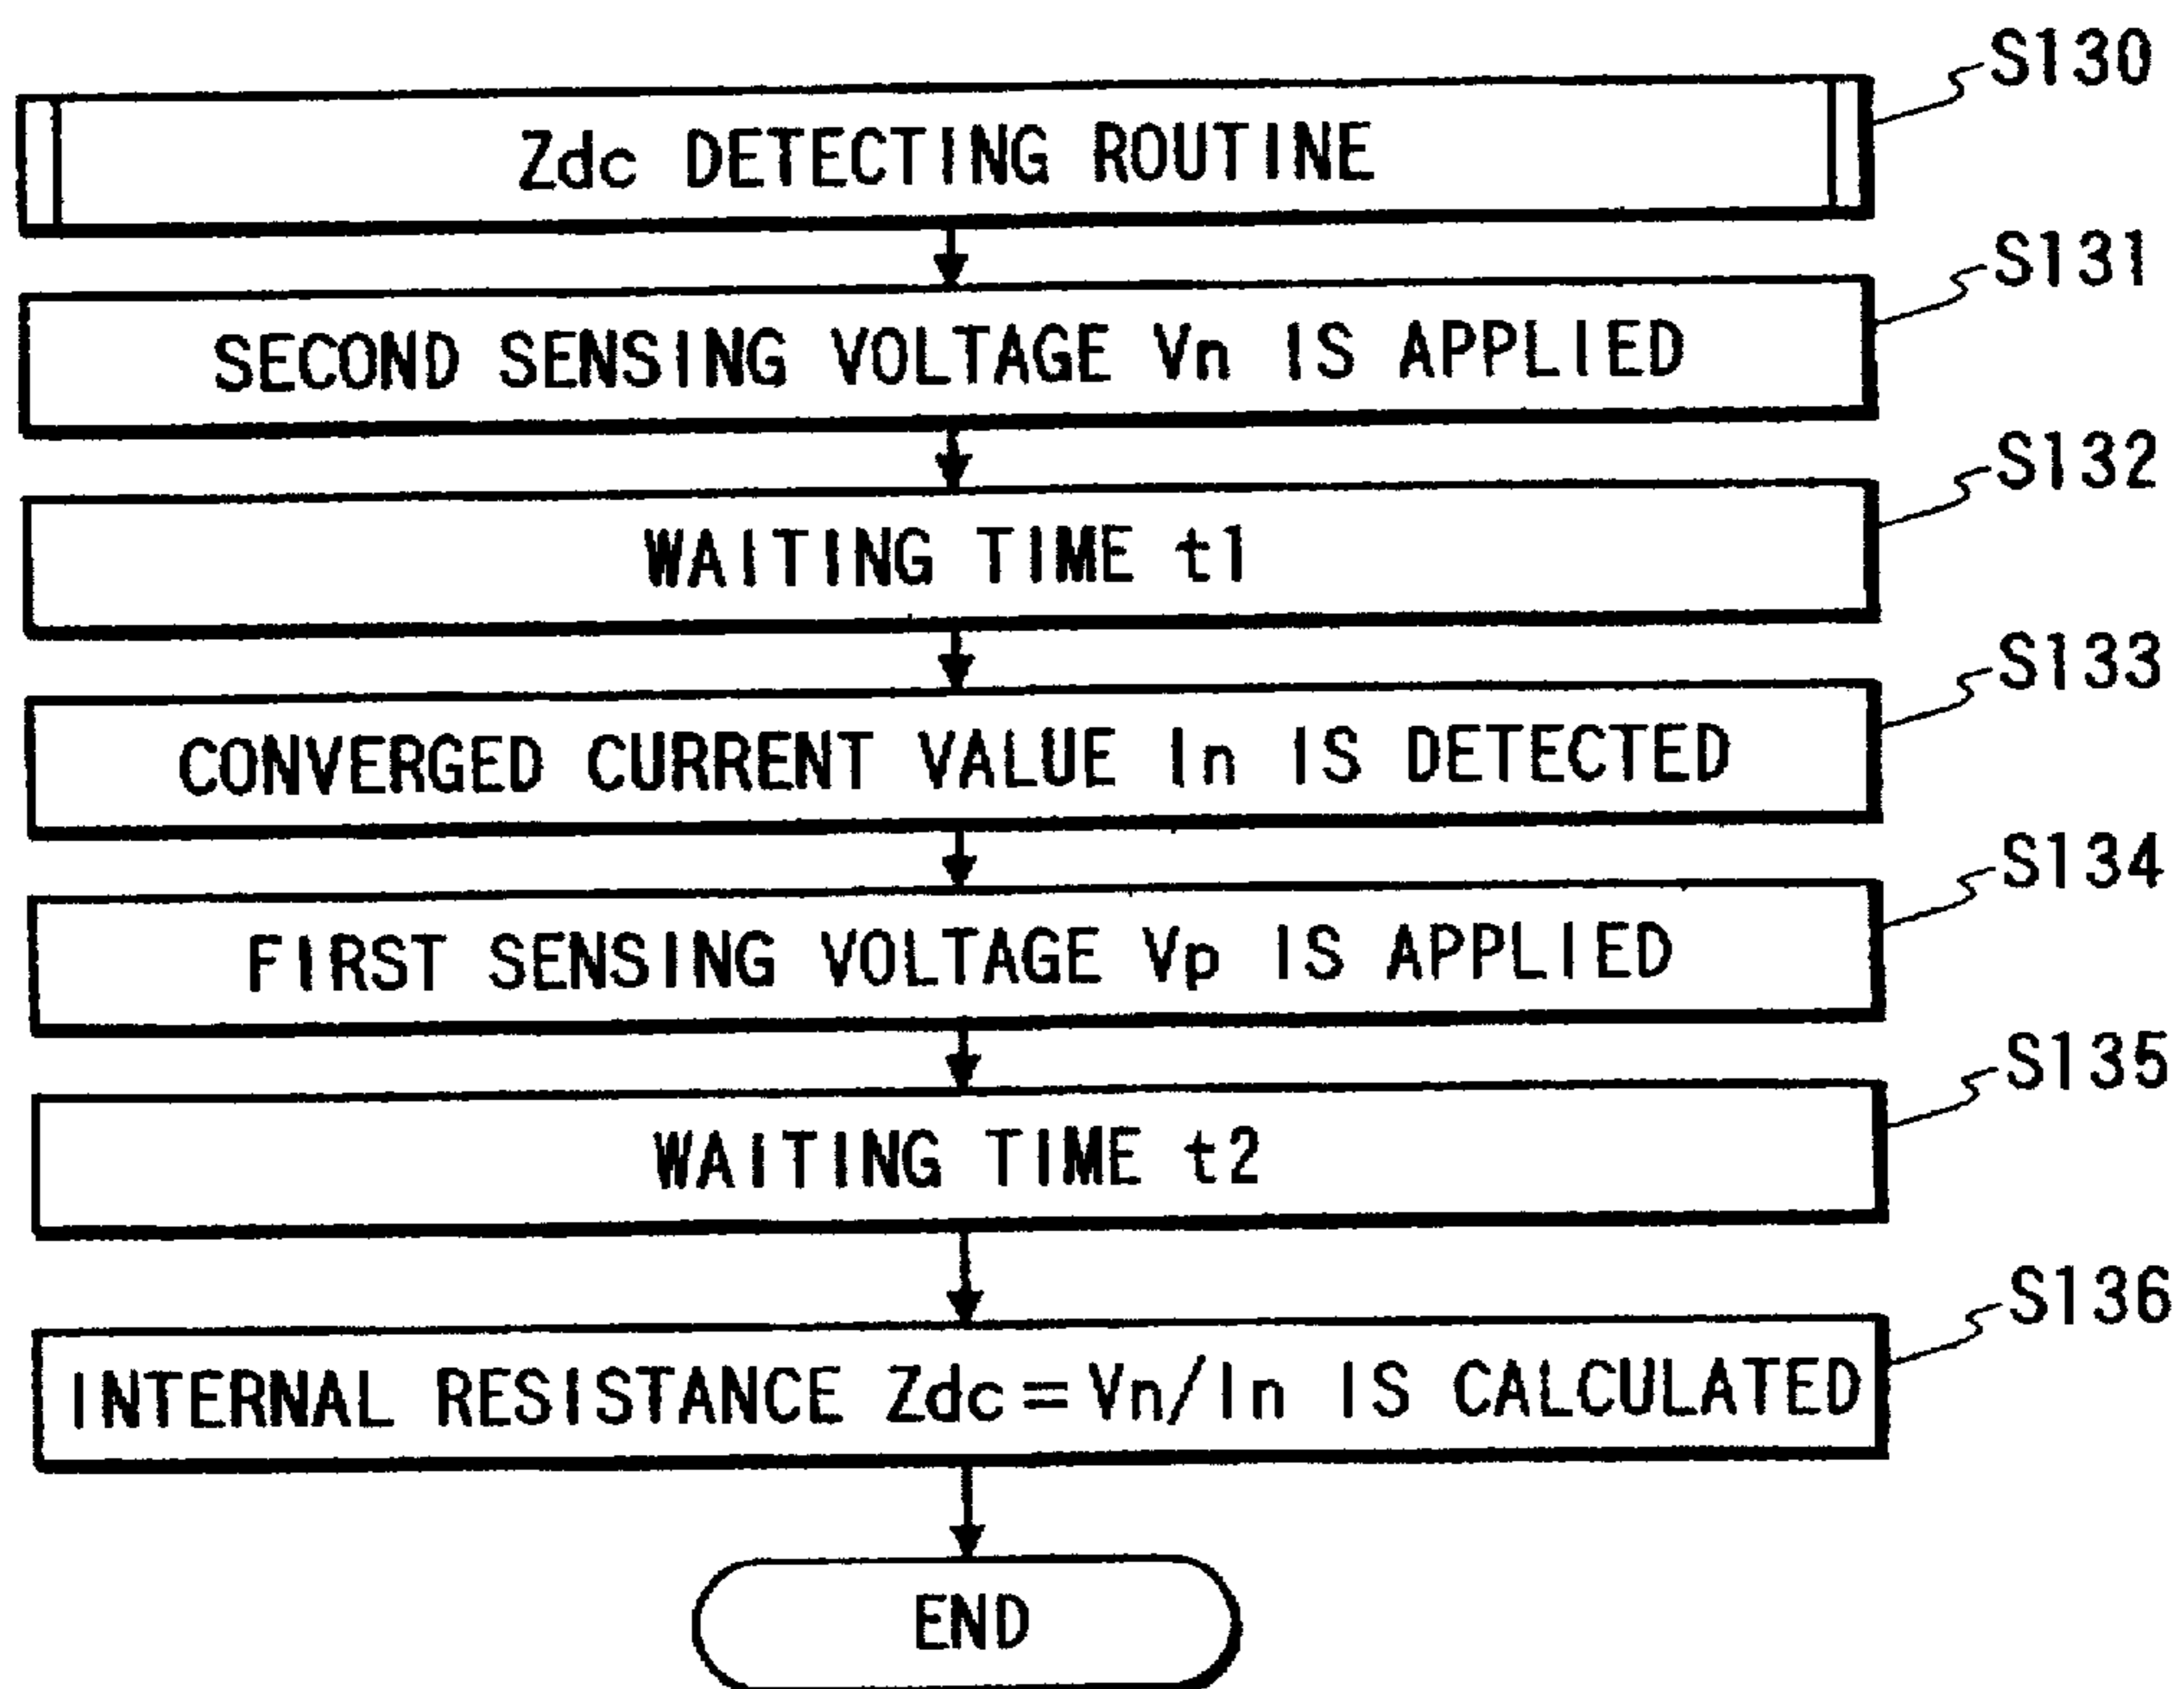 S130
Zdc DETECTING ROUTINE
S131
SECOND SENSING VOLTAGE Vn IS APPLIED
S132
WAITING TIME t1
S133
CONVERGED CURRENT VALUE In IS DETECTED
S134
FIRST SENSING VOLTAGE Vp IS APPLIED
S135
WAITING TIME t2
S136
INTERNAL RESISTANCE Zdc=Vn/In IS CALCULATED
END